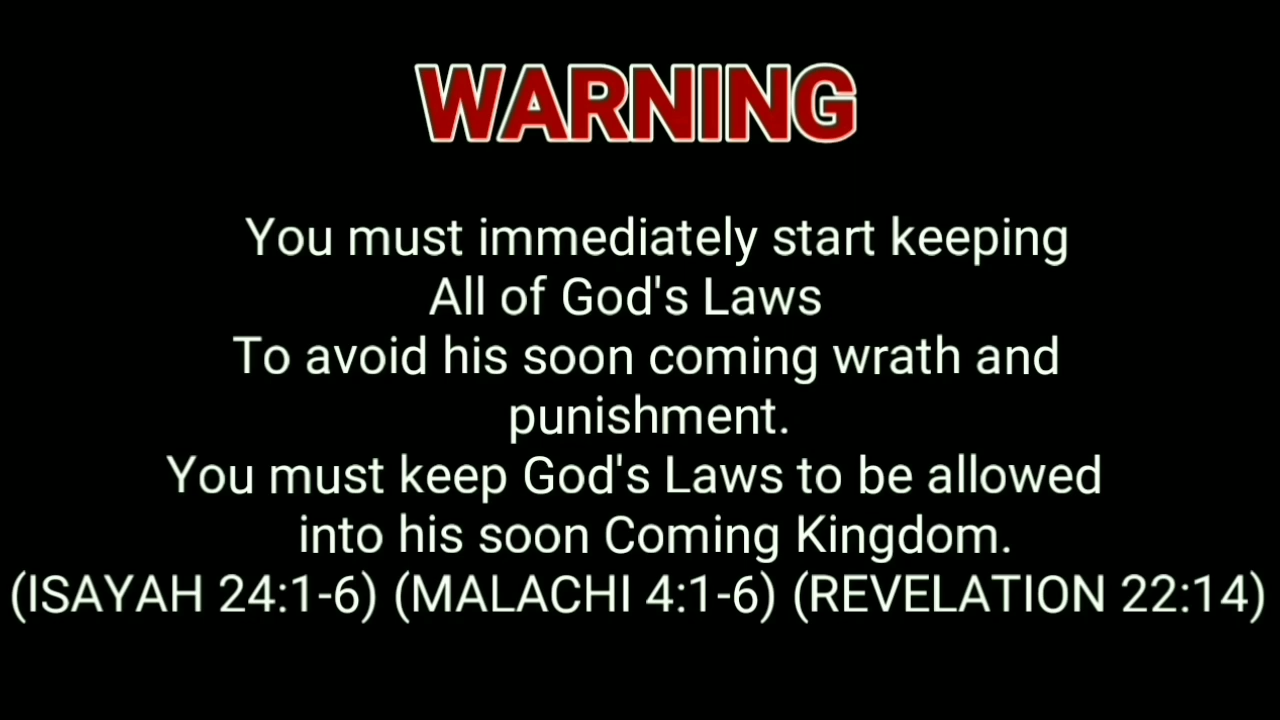 WARNING
You must immediately start keeping
All of God's Laws
To avoid his soon coming wrath and
punishment.
You must keep God's Laws to be allowed
into his soon Coming Kingdom.
(ISAYAH 24:1-6) (MALACHI 4:1-6) (REVELATION 22:14)